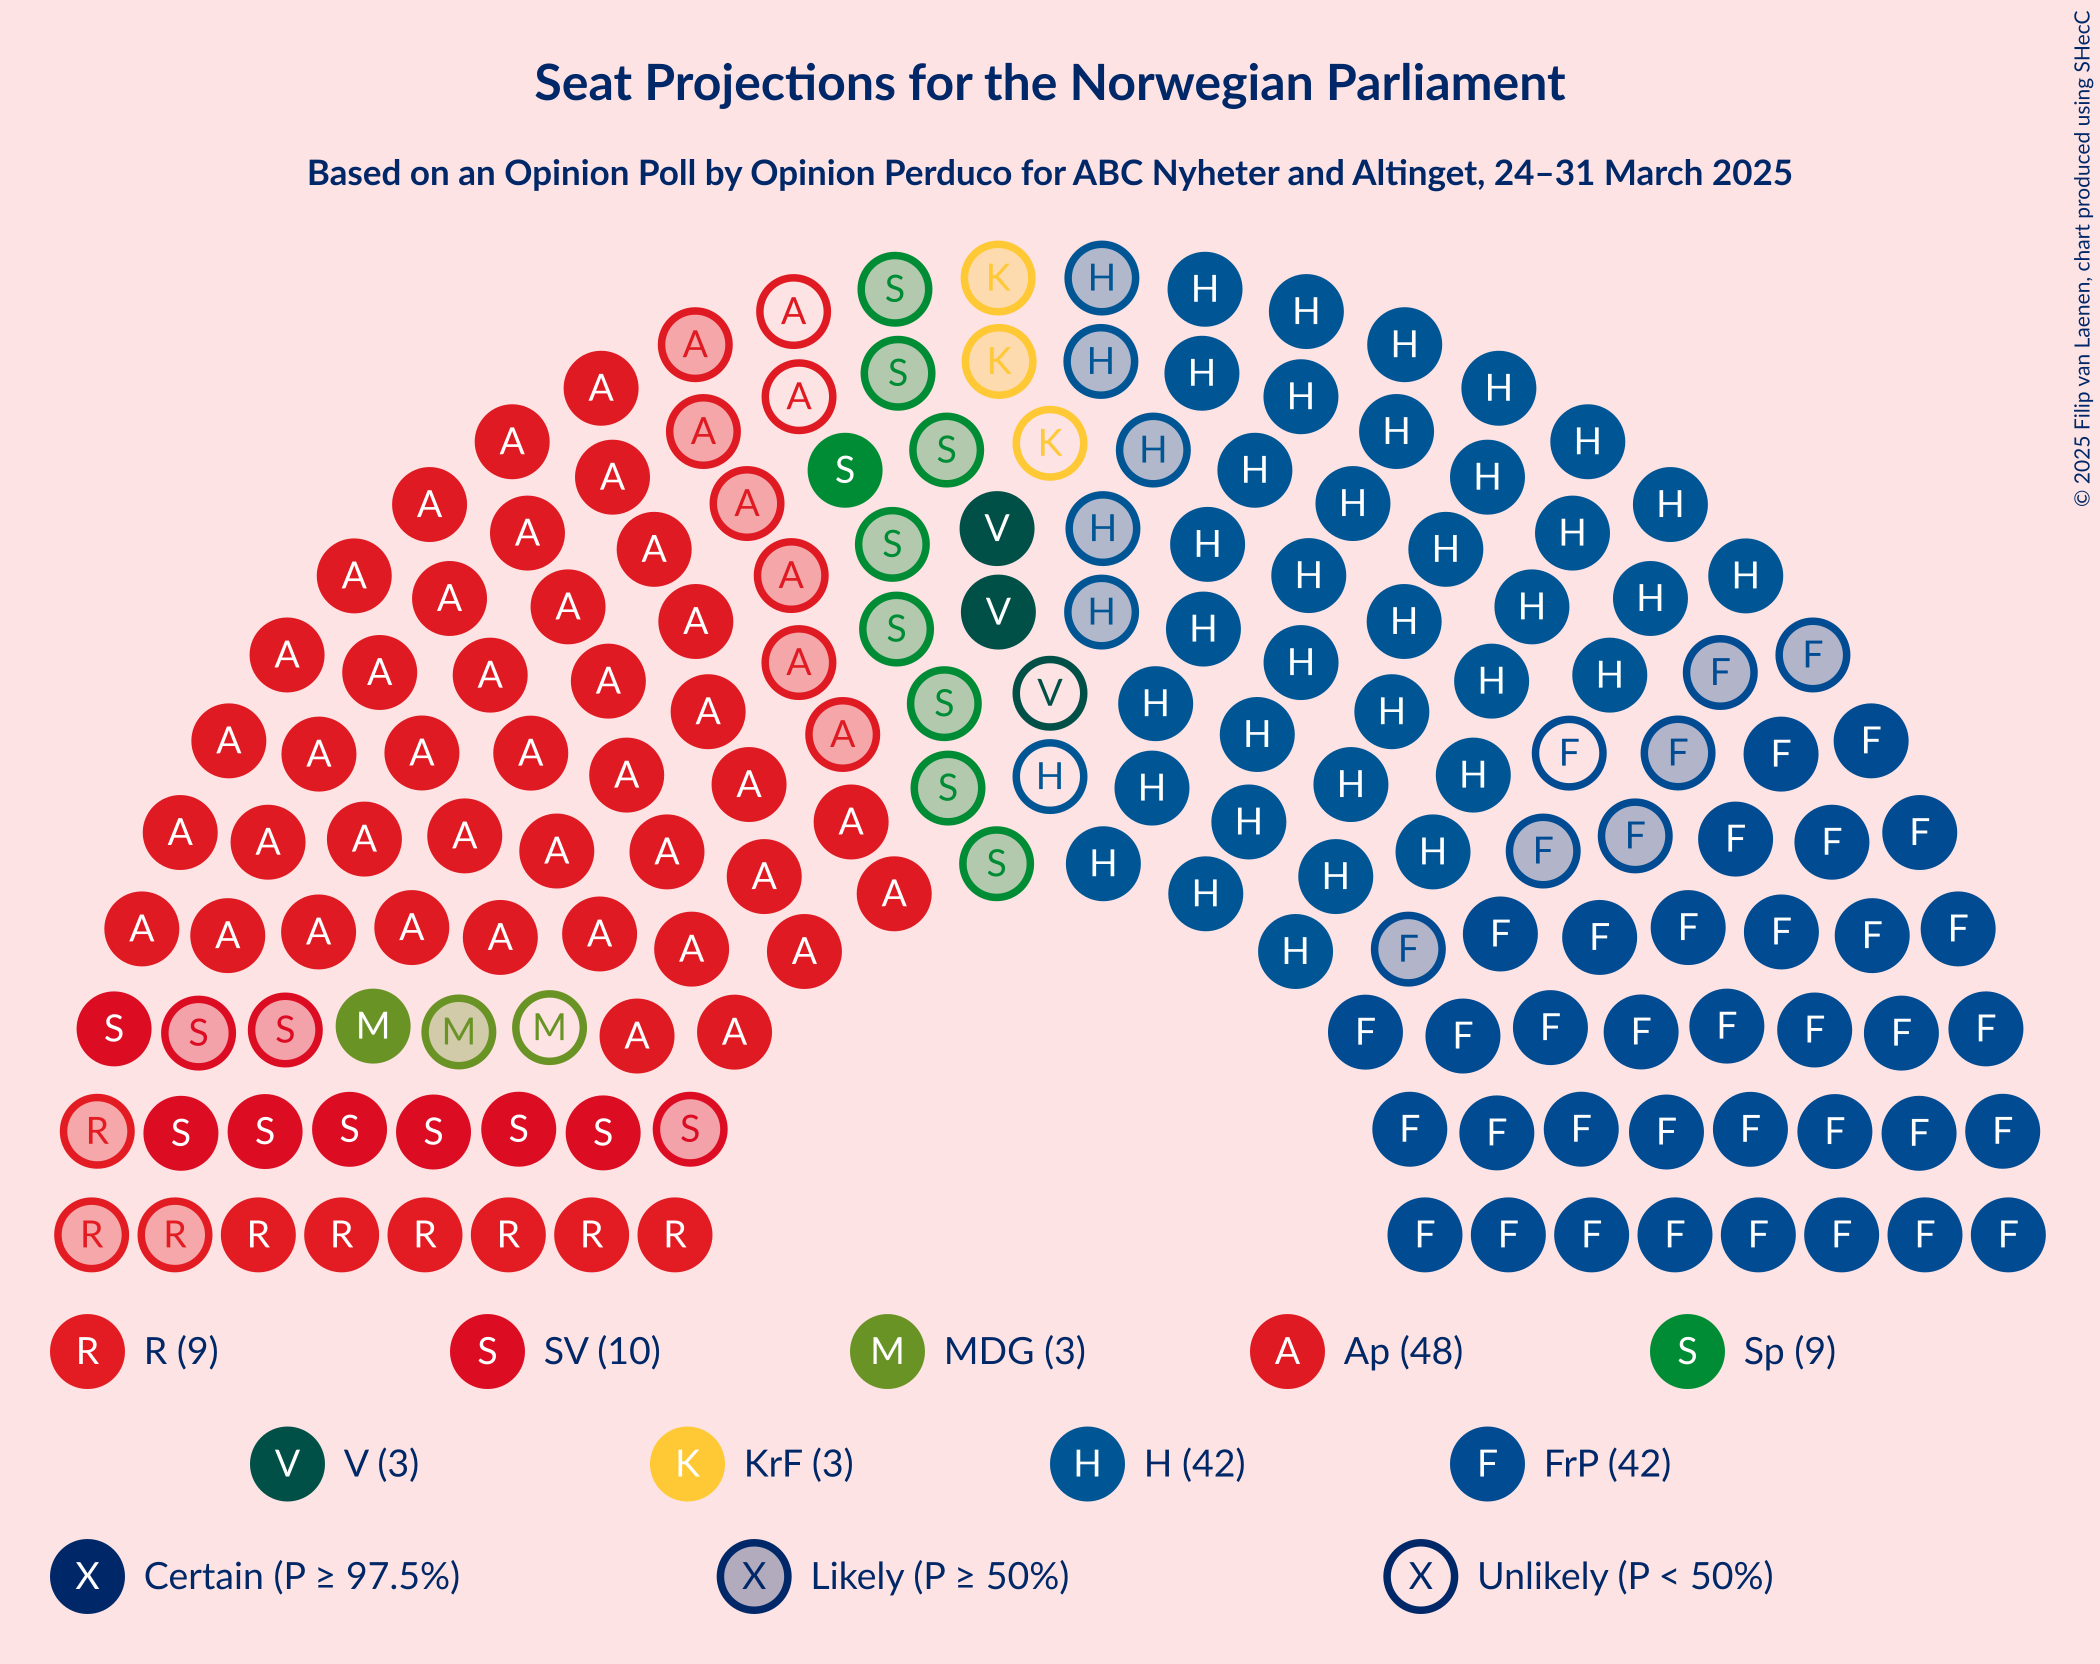 Seat Projections for the Norwegian Parliament
Based on an Opinion Poll by Opinion Perduco for ABC Nyheter and Altinget, 24–31 March 2025
© 2025 Filip van Laenen, chart produced using SHecC
K H
S H
A H
A H
K H
S H
A H
A H
A H
A H
K
S H
S H
A H
A H
V H
A H
A H
S H
A H
A H
A H
V H
A H
A H
S H
A H
A H
A F
A H
A F
A H
A H
V
S H
A H
A H
A F
A F
A F
A F
H
A H
S H
A H
A H
A F
A F
A F
A F
A H
A F
S H
A H
A H
A F
A F
A F
A F
A F
A F
A F
A H
A F
S M F
S F
M F
S F
M F
A F
A F
S F
S F
R F
S F
S F
S F
S F
S F
R R R R R R R R F F F F F F F F
R R (9) S SV (10) M MDG (3) A Ap (48) S Sp (9)
V V (3) K KrF (3) H H (42) F FrP (42)
X Certain (P ≥ 97.5%) X Likely (P ≥ 50%) X Unlikely (P < 50%)